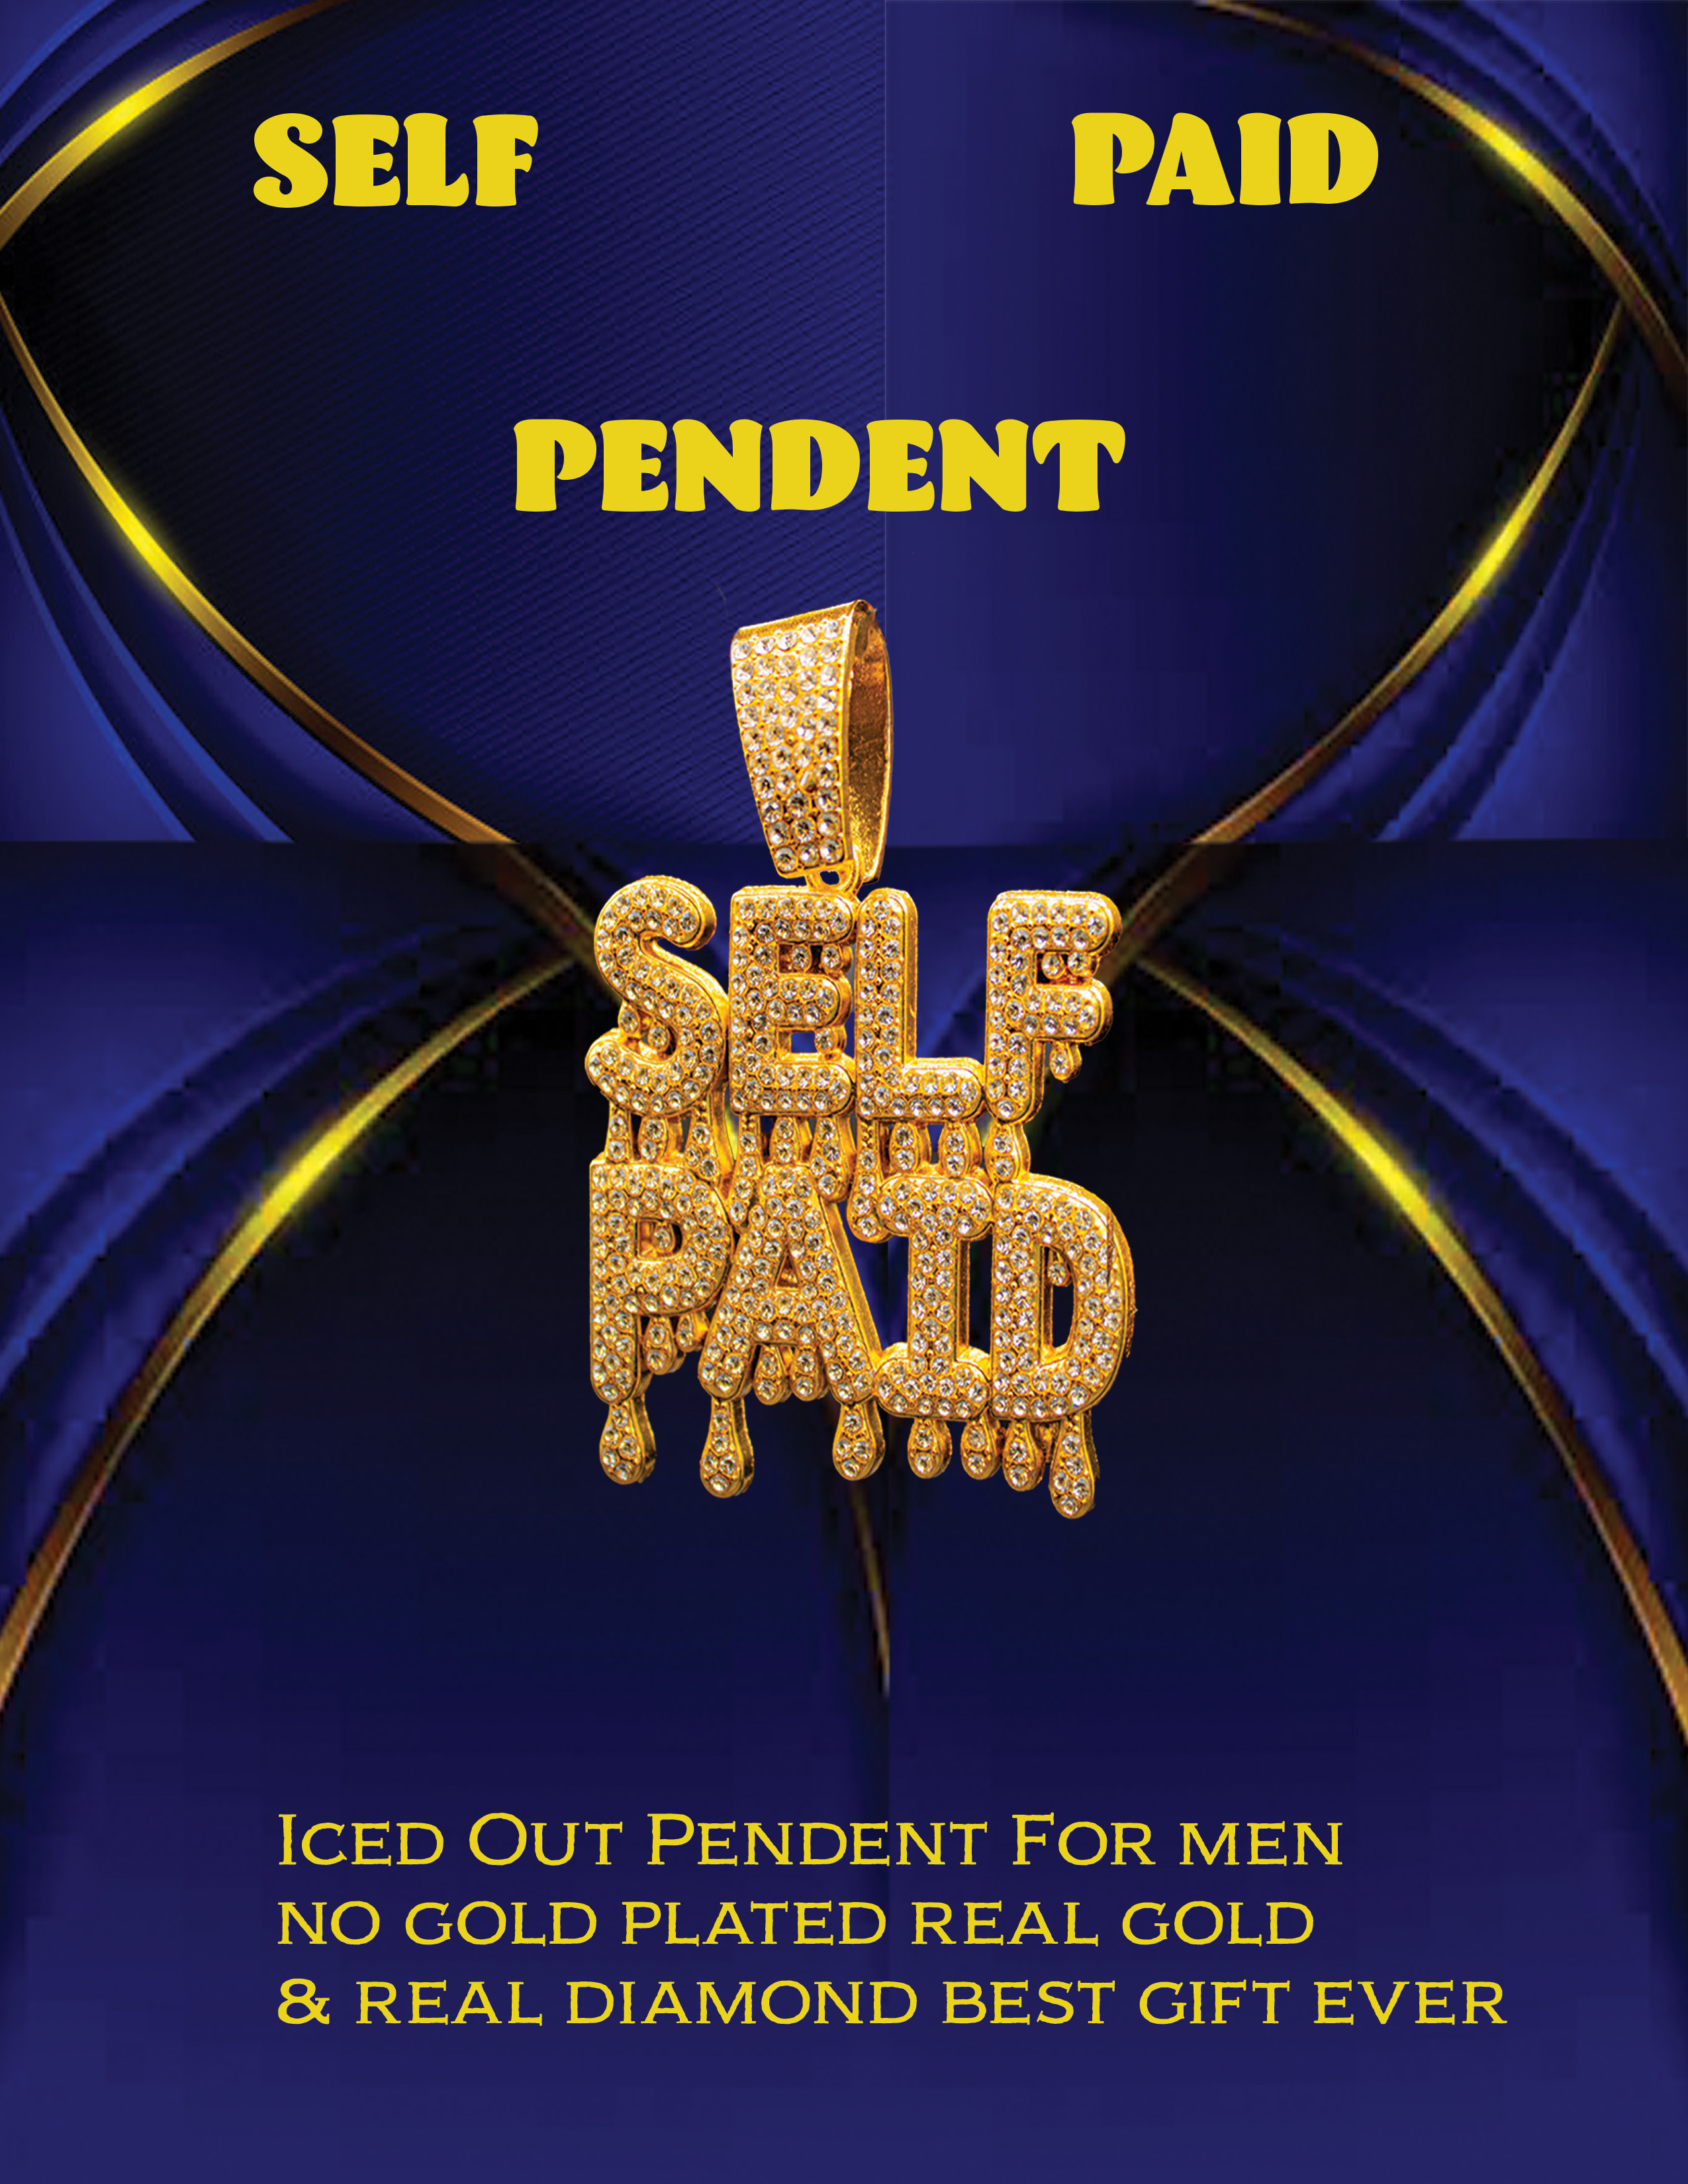 SELF PAID
PENDENT
SELF
PAID
Iced Out Pendent For men
no gold plated real gold
& real diamond best gift ever